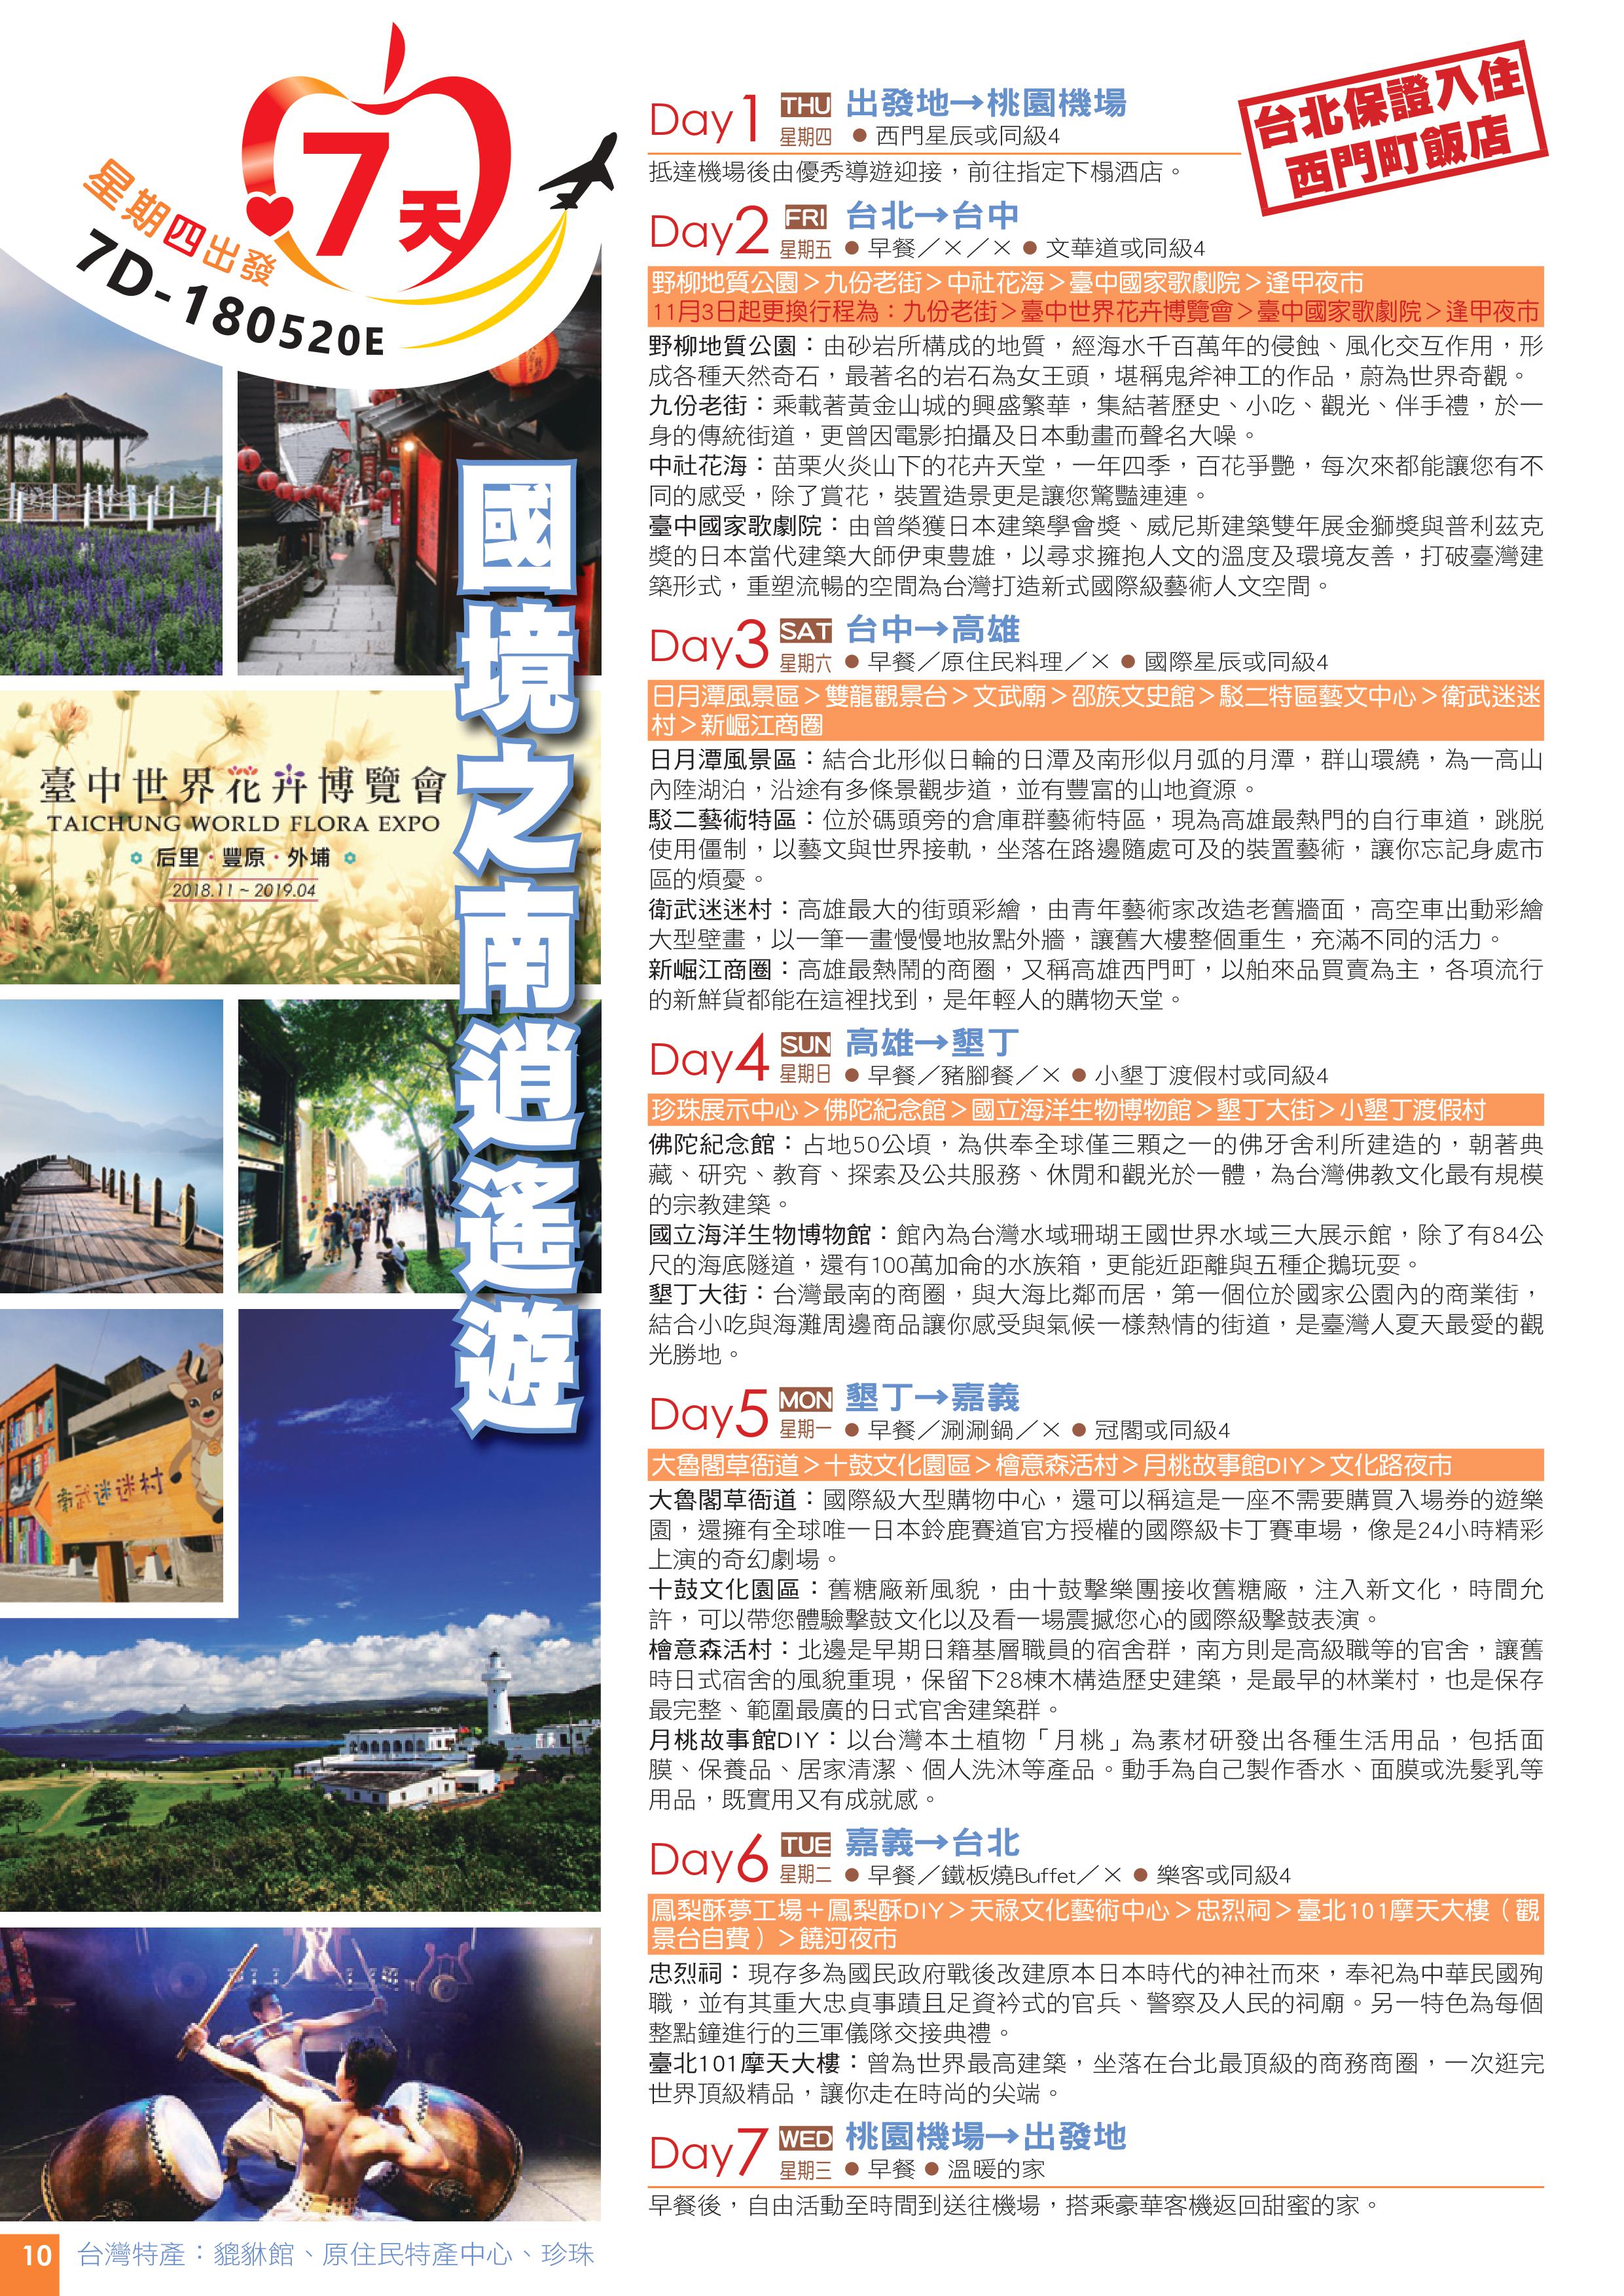 7天
星期四出發
7D-180520E
國境之南逍遙遊
臺中世界花卉博覽會
TAICHUNG WORLD FLORA EXPO
后里·豐原·外埔
2018.11 ~ 2019.04
衛武迷迷村
台北保證入住
西門町飯店
Day1 THU 星期四 出發地→桃園機場
● 西門星辰或同級4
抵達機場後由優秀導遊迎接，前往指定下榻酒店。
Day2 FRI 星期五 台北→台中
● 早餐／×／× ● 文華道或同級4
野柳地質公園＞九份老街＞中社花海＞臺中國家歌劇院＞逢甲夜市
11月3日起更換行程為：九份老街＞臺中世界花卉博覽會＞臺中國家歌劇院＞逢甲夜市
野柳地質公園：由砂岩所構成的地質，經海水千百萬年的侵蝕、風化交互作用，形
成各種天然奇石，最著名的岩石為女王頭，堪稱鬼斧神工的作品，蔚為世界奇觀。
九份老街：乘載著黃金山城的興盛繁華，集結著歷史、小吃、觀光、伴手禮，於一
身的傳統街道，更曾因電影拍攝及日本動畫而聲名大噪。
中社花海：苗栗火炎山下的花卉天堂，一年四季，百花爭艷，每次來都能讓您有不
同的感受，除了賞花，裝置造景更是讓您驚豔連連。
臺中國家歌劇院：由曾榮獲日本建築學會獎、威尼斯建築雙年展金獅獎與普利茲克
獎的日本當代建築大師伊東豊雄，以尋求擁抱人文的溫度及環境友善，打破臺灣建
築形式，重塑流暢的空間為台灣打造新式國際級藝術人文空間。
Day3 SAT 星期六 台中→高雄
● 早餐／原住民料理／× ● 國際星辰或同級4
日月潭風景區＞雙龍觀景台＞文武廟＞邵族文史館＞駁二特區藝文中心＞衛武迷迷
村＞新崛江商圈
日月潭風景區：結合北形似日輪的日潭及南形似月弧的月潭，群山環繞，為一高山
內陸湖泊，沿途有多條景觀步道，並有豐富的山地資源。
駁二藝術特區：位於碼頭旁的倉庫群藝術特區，現為高雄最熱門的自行車道，跳脫
使用僵制，以藝文與世界接軌，坐落在路邊隨處可及的裝置藝術，讓你忘記身處市
區的煩憂。
衛武迷迷村：高雄最大的街頭彩繪，由青年藝術家改造老舊牆面，高空車出動彩繪
大型壁畫，以一筆一畫慢慢地妝點外牆，讓舊大樓整個重生，充滿不同的活力。
新崛江商圈：高雄最熱鬧的商圈，又稱高雄西門町，以舶來品買賣為主，各項流行
的新鮮貨都能在這裡找到，是年輕人的購物天堂。
Day4 SUN 星期日 高雄→墾丁
● 早餐／豬腳餐／× ● 小墾丁渡假村或同級4
珍珠展示中心＞佛陀紀念館＞國立海洋生物博物館＞墾丁大街＞小墾丁渡假村
佛陀紀念館：占地50公頃，為供奉全球僅三顆之一的佛牙舍利所建造的，朝著典
藏、研究、教育、探索及公共服務、休閒和觀光於一體，為台灣佛教文化最有規模
的宗教建築。
國立海洋生物博物館：館內為台灣水域珊瑚王國世界水域三大展示館，除了有84公
尺的海底隧道，還有100萬加侖的水族箱，更能近距離與五種企鵝玩耍。
墾丁大街：台灣最南的商圈，與大海比鄰而居，第一個位於國家公園內的商業街，
結合小吃與海灘周邊商品讓你感受與氣候一樣熱情的街道，是臺灣人夏天最愛的觀
光勝地。
Day5 MON 星期一 墾丁→嘉義
● 早餐／涮涮鍋／× ● 冠閣或同級4
大魯閣草衙道＞十鼓文化園區＞檜意森活村＞月桃故事館DIY＞文化路夜市
大魯閣草衙道：國際級大型購物中心，還可以稱這是一座不需要購買入場券的遊樂
園，還擁有全球唯一日本鈴鹿賽道官方授權的國際級卡丁賽車場，像是24小時精彩
上演的奇幻劇場。
十鼓文化園區：舊糖廠新風貌，由十鼓擊樂團接收舊糖廠，注入新文化，時間允
許，可以帶您體驗擊鼓文化以及看一場震撼您心的國際級擊鼓表演。
檜意森活村：北邊是早期日籍基層職員的宿舍群，南方則是高級職等的官舍，讓舊
時日式宿舍的風貌重現，保留下28棟木構造歷史建築，是最早的林業村，也是保存
最完整、範圍最廣的日式官舍建築群。
月桃故事館DIY：以台灣本土植物「月桃」為素材研發出各種生活用品，包括面
膜、保養品、居家清潔、個人洗沐等產品。動手為自己製作香水、面膜或洗髮乳等
用品，既實用又有成就感。
Day6 TUE 星期二 嘉義→台北
● 早餐／鐵板燒Buffet／× ● 樂客或同級4
鳳梨酥夢工場＋鳳梨酥DIY＞天祿文化藝術中心＞忠烈祠＞臺北101摩天大樓（觀
景台自費）＞饒河夜市
忠烈祠：現存多為國民政府戰後改建原本日本時代的神社而來，奉祀為中華民國殉
職，並有其重大忠貞事蹟且足資衿式的官兵、警察及人民的祠廟。另一特色為每個
整點鐘進行的三軍儀隊交接典禮。
臺北101摩天大樓：曾為世界最高建築，坐落在台北最頂級的商務商圈，一次逛完
世界頂級精品，讓你走在時尚的尖端。
Day7 WED 星期三 桃園機場→出發地
● 早餐 ● 溫暖的家
早餐後，自由活動至時間到送往機場，搭乘豪華客機返回甜蜜的家。
10 台灣特產：貔貅館、原住民特產中心、珍珠